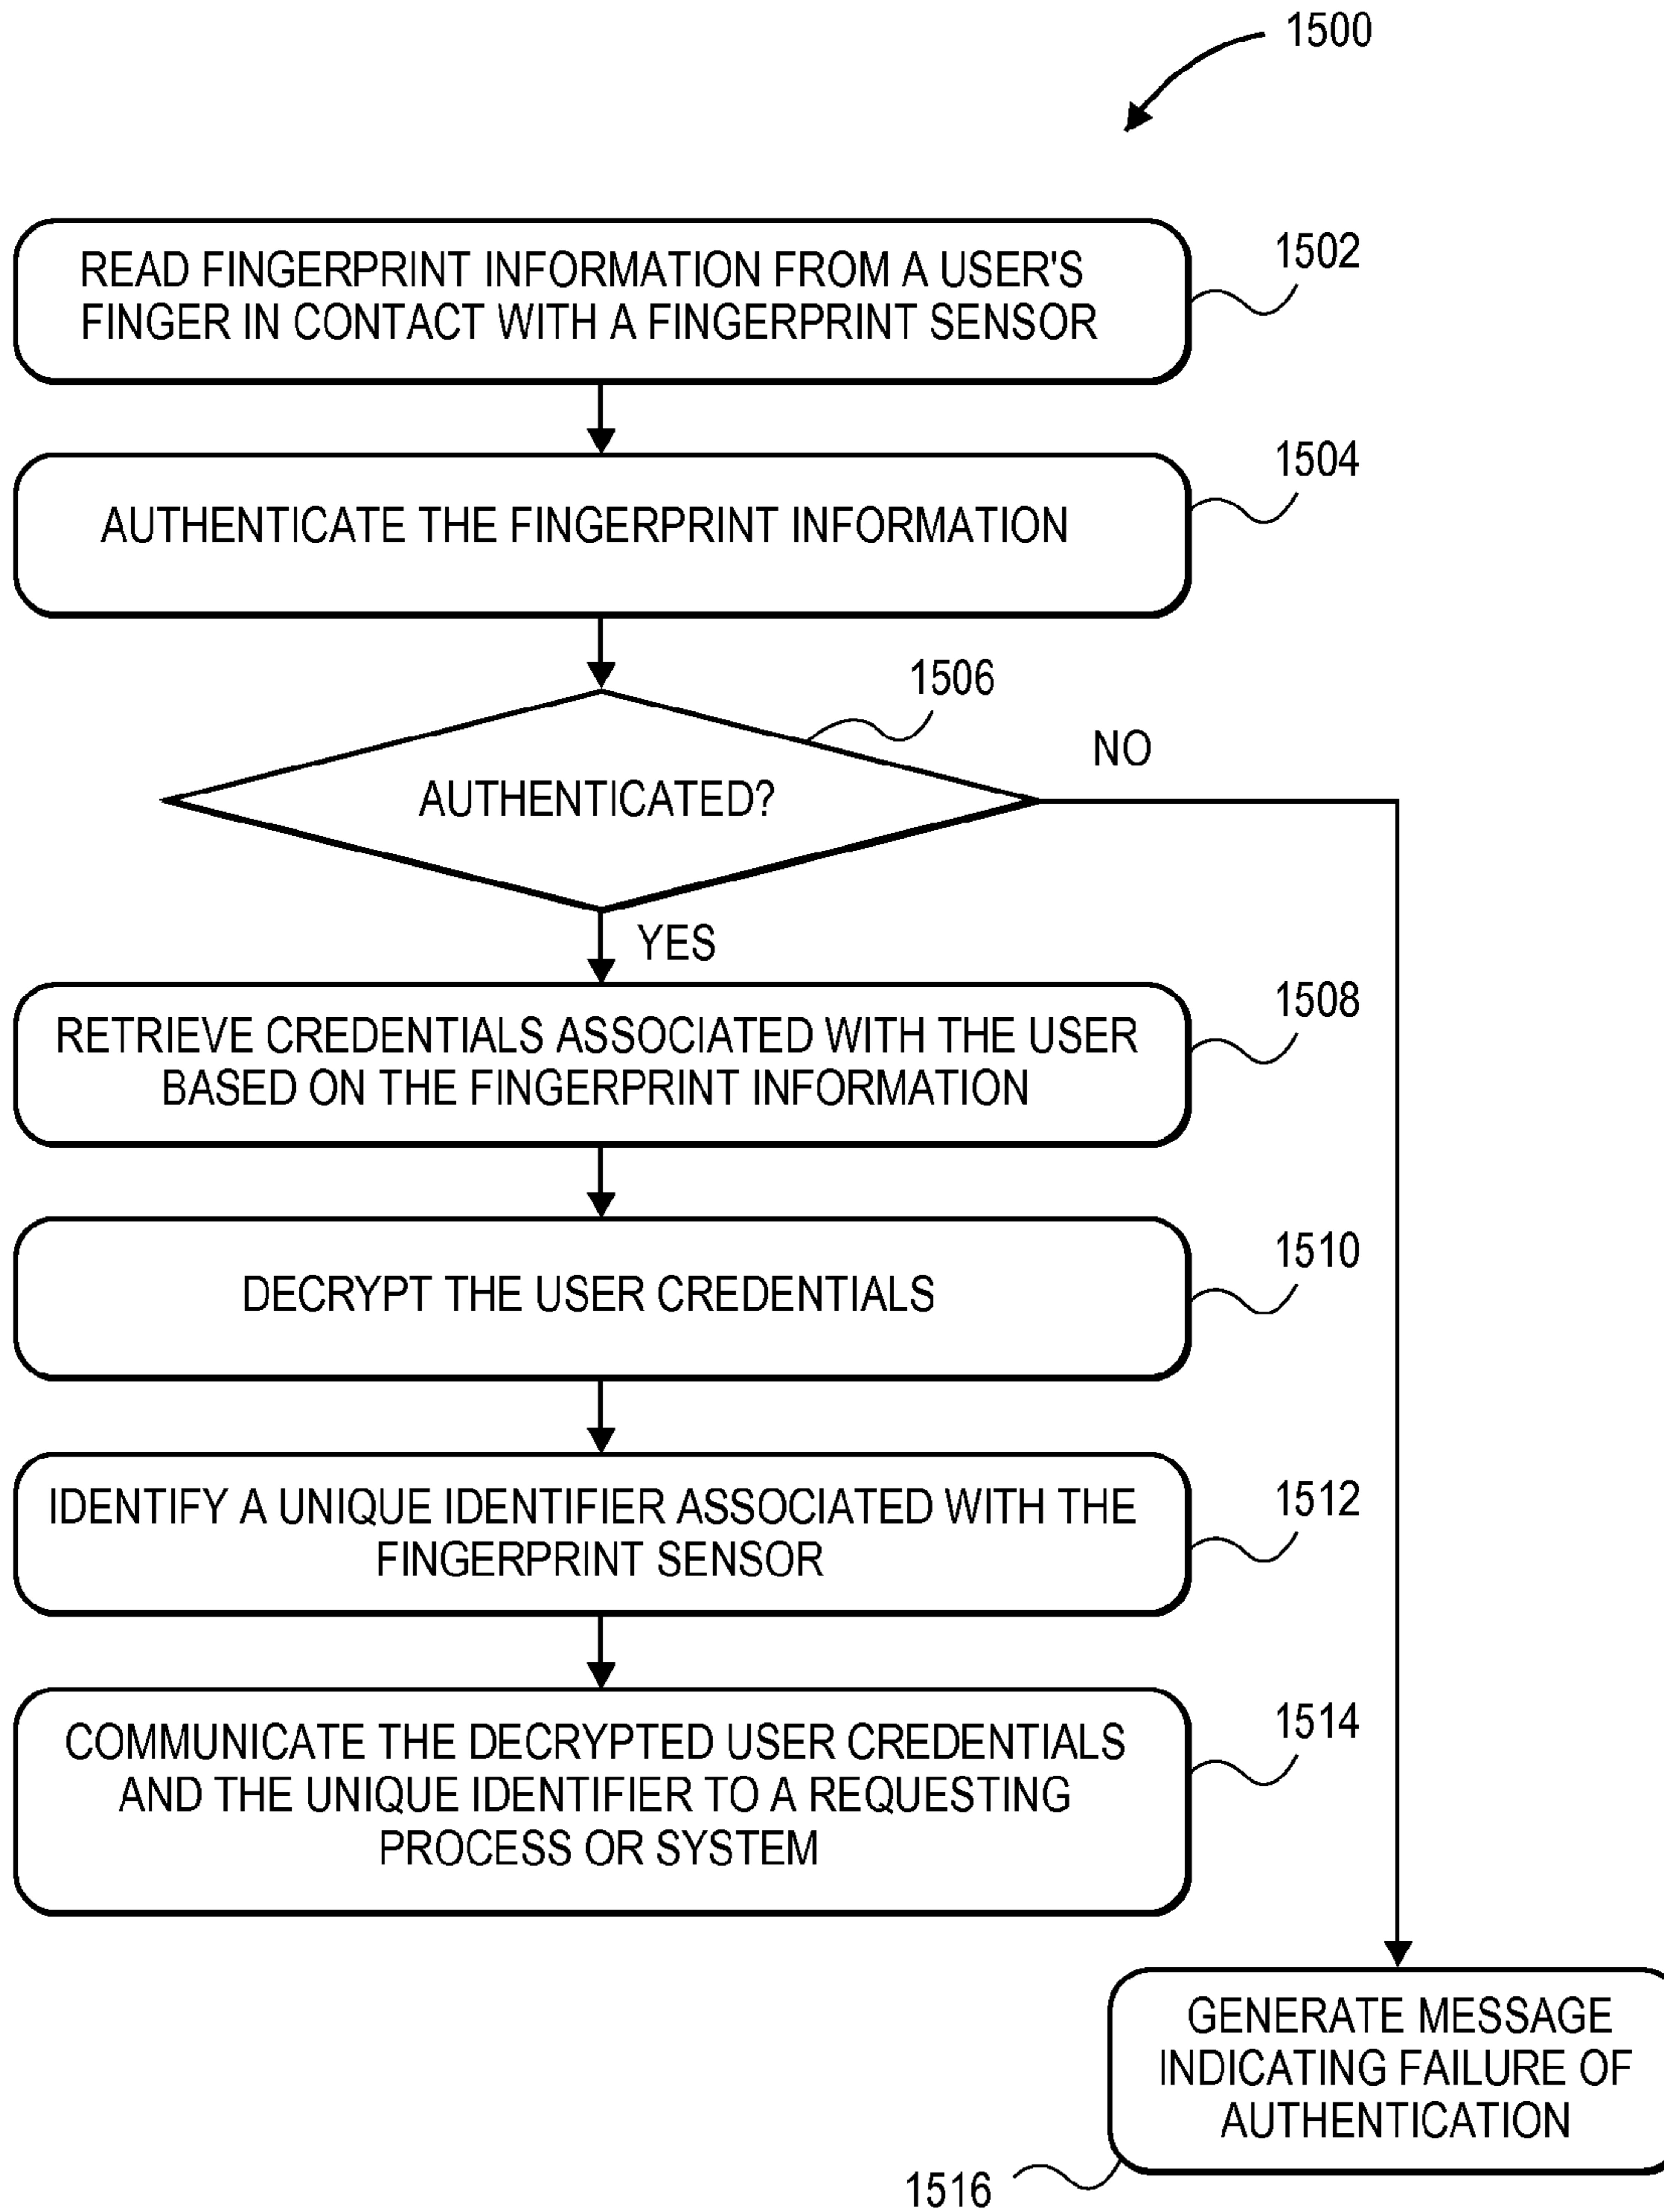 1500
READ FINGERPRINT INFORMATION FROM A USER'S
FINGER IN CONTACT WITH A FINGERPRINT SENSOR
1502
AUTHENTICATE THE FINGERPRINT INFORMATION
1504
1506
AUTHENTICATED?
NO
YES
RETRIEVE CREDENTIALS ASSOCIATED WITH THE USER
BASED ON THE FINGERPRINT INFORMATION
1508
DECRYPT THE USER CREDENTIALS
1510
IDENTIFY A UNIQUE IDENTIFIER ASSOCIATED WITH THE
FINGERPRINT SENSOR
1512
COMMUNICATE THE DECRYPTED USER CREDENTIALS
AND THE UNIQUE IDENTIFIER TO A REQUESTING
PROCESS OR SYSTEM
1514
GENERATE MESSAGE
INDICATING FAILURE OF
AUTHENTICATION
1516